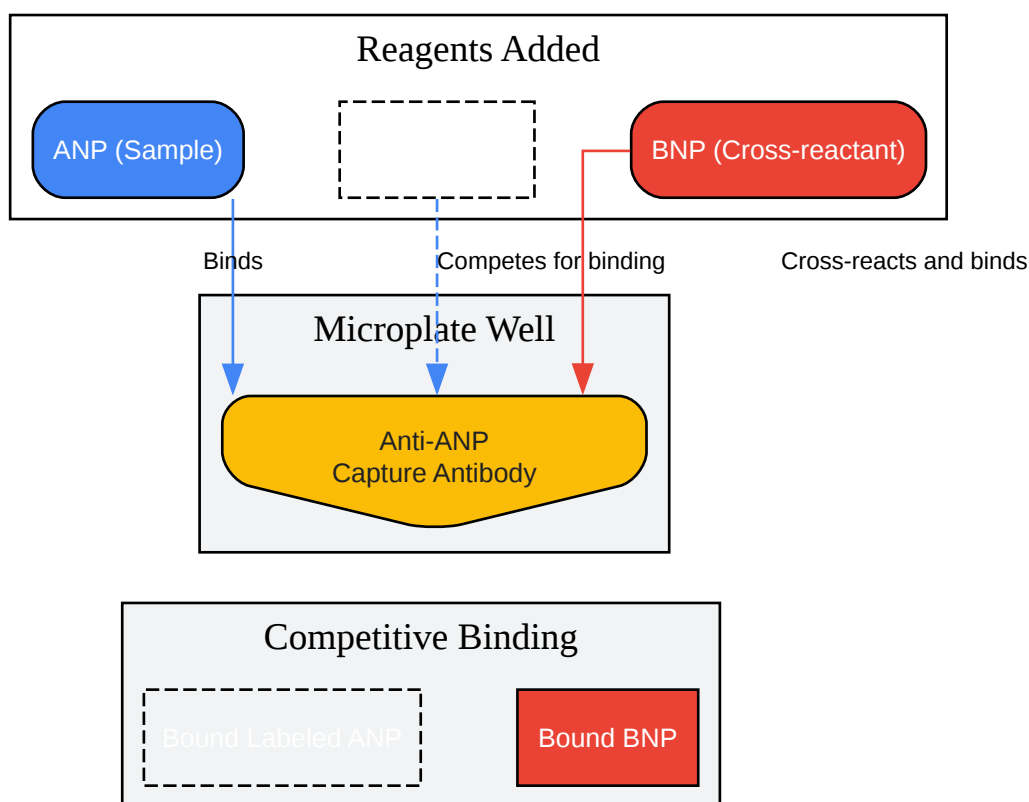 Reagents Added
ANP (Sample)
BNP (Cross-reactant)
Binds
Competes for binding
Cross-reacts and binds
Microplate Well
Anti-ANP
Capture Antibody
Competitive Binding
Bound Labeled ANP
Bound BNP